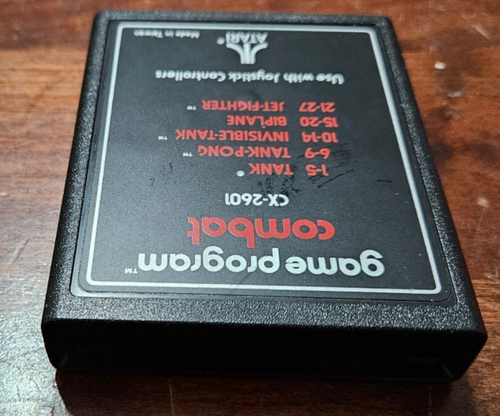 game program™
combat
CX-2601
1-5 TANK®
6-9 TANK-PONG™
10-14 INVISIBLE-TANK™
15-20 BIPLANE
21-27 JET-FIGHTER™
Use with Joystick Controllers
ATARI®
Made in Taiwan